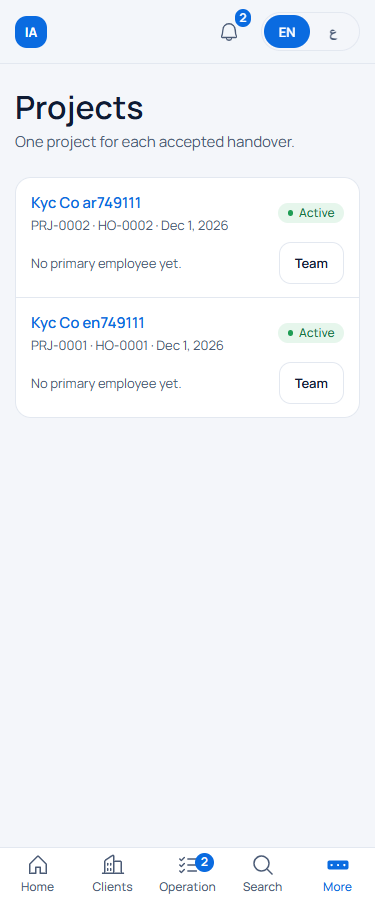 IA
2
EN
ع
Projects
One project for each accepted handover.
Kyc Co ar749111
Active
PRJ-0002 · HO-0002 · Dec 1, 2026
No primary employee yet.
Team
Kyc Co en749111
Active
PRJ-0001 · HO-0001 · Dec 1, 2026
No primary employee yet.
Team
2
Home
Clients
Operation
Search
More